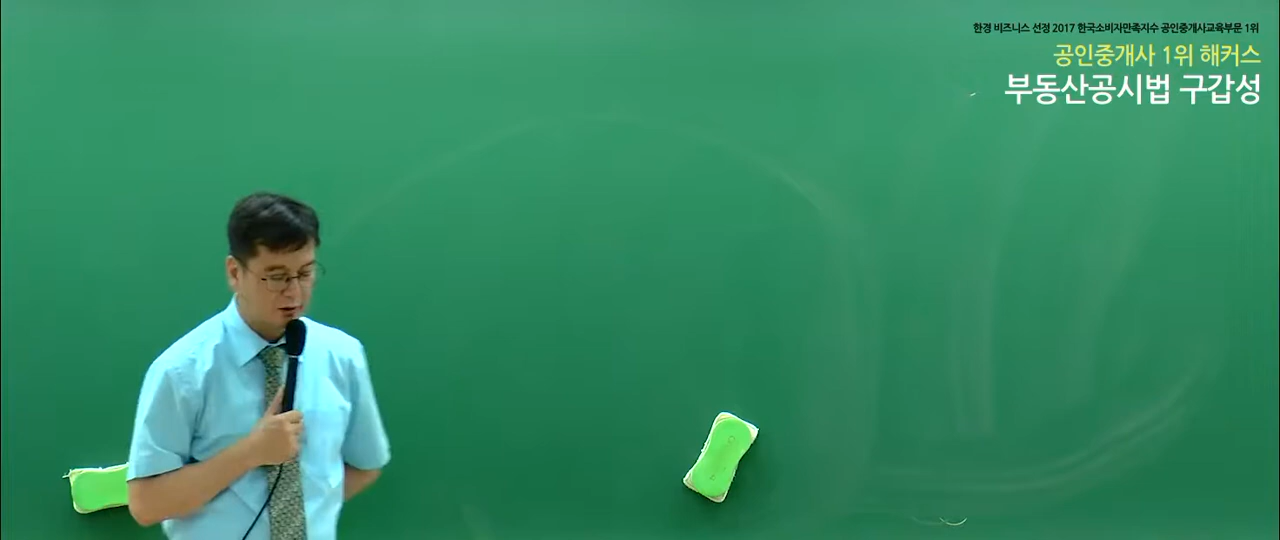 한경 비즈니스 선정 2017 한국소비자만족지수 공인중개사교육부문 1위
공인중개사 1위 해커스
부동산공시법 구갑성